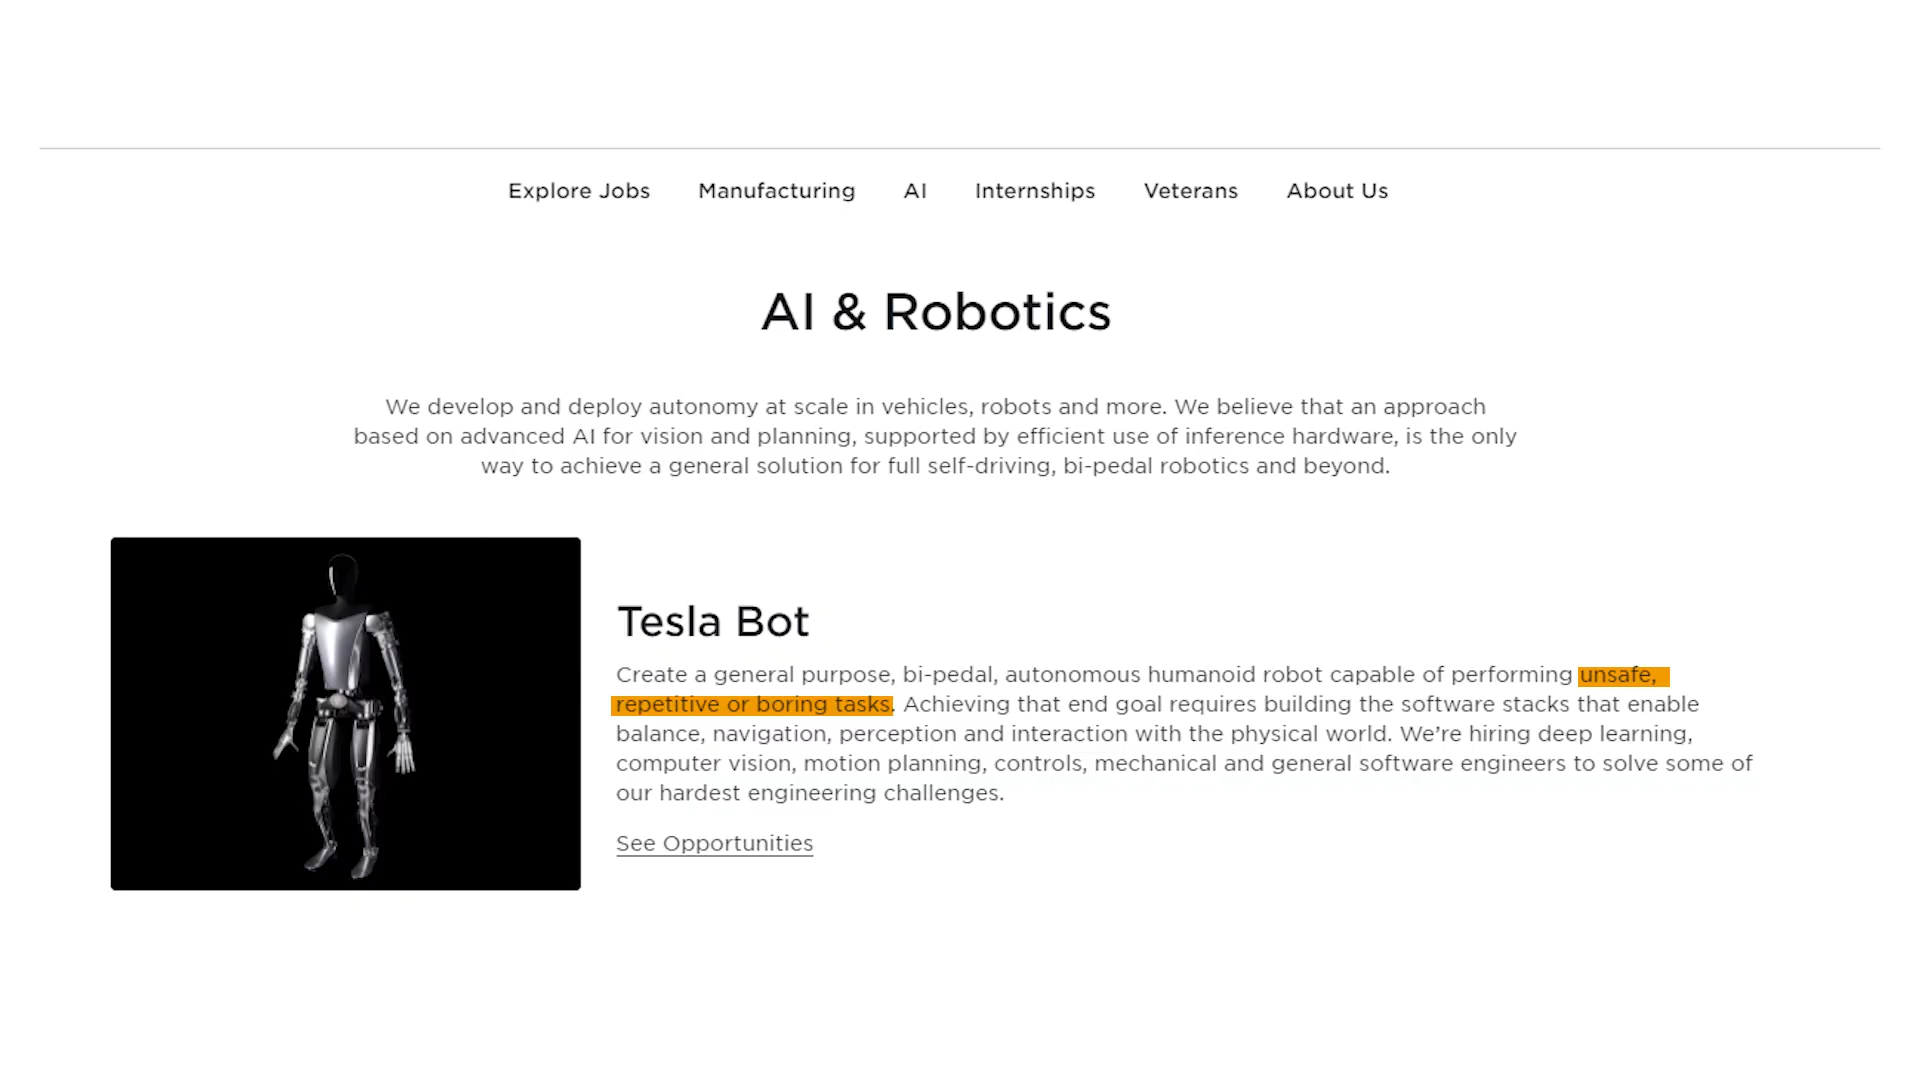 Explore Jobs Manufacturing AI Internships Veterans About Us
AI & Robotics
We develop and deploy autonomy at scale in vehicles, robots and more. We believe that an approach
based on advanced AI for vision and planning, supported by efficient use of inference hardware, is the only
way to achieve a general solution for full self-driving, bi-pedal robotics and beyond.
Tesla Bot
Create a general purpose, bi-pedal, autonomous humanoid robot capable of performing unsafe,
repetitive or boring tasks. Achieving that end goal requires building the software stacks that enable
balance, navigation, perception and interaction with the physical world. We’re hiring deep learning,
computer vision, motion planning, controls, mechanical and general software engineers to solve some of
our hardest engineering challenges.
See Opportunities